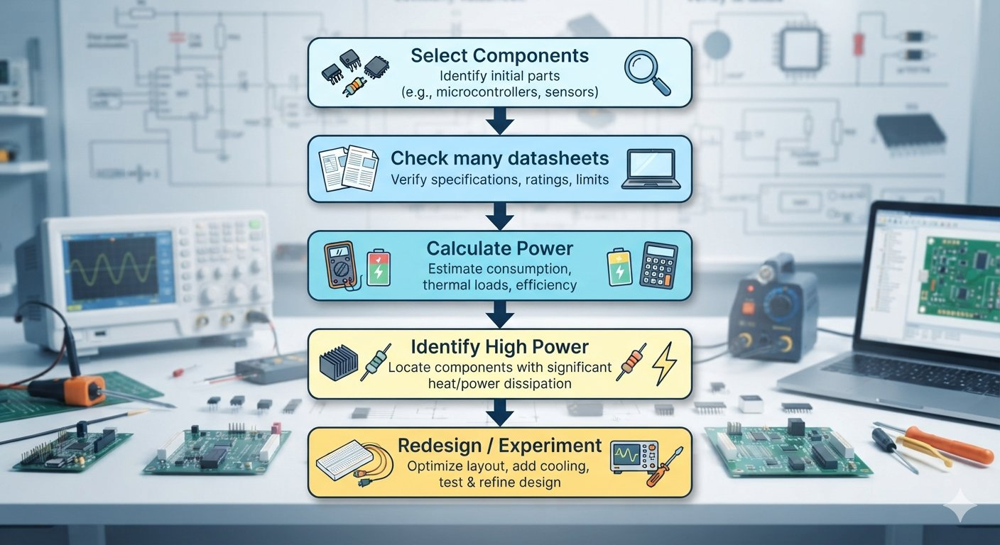 Select Components
Identify initial parts
(e.g., microcontrollers, sensors)
Check many datasheets
Verify specifications, ratings, limits
Calculate Power
Estimate consumption,
thermal loads, efficiency
Identify High Power
Locate components with significant
heat/power dissipation
Redesign / Experiment
Optimize layout, add cooling,
test & refine design